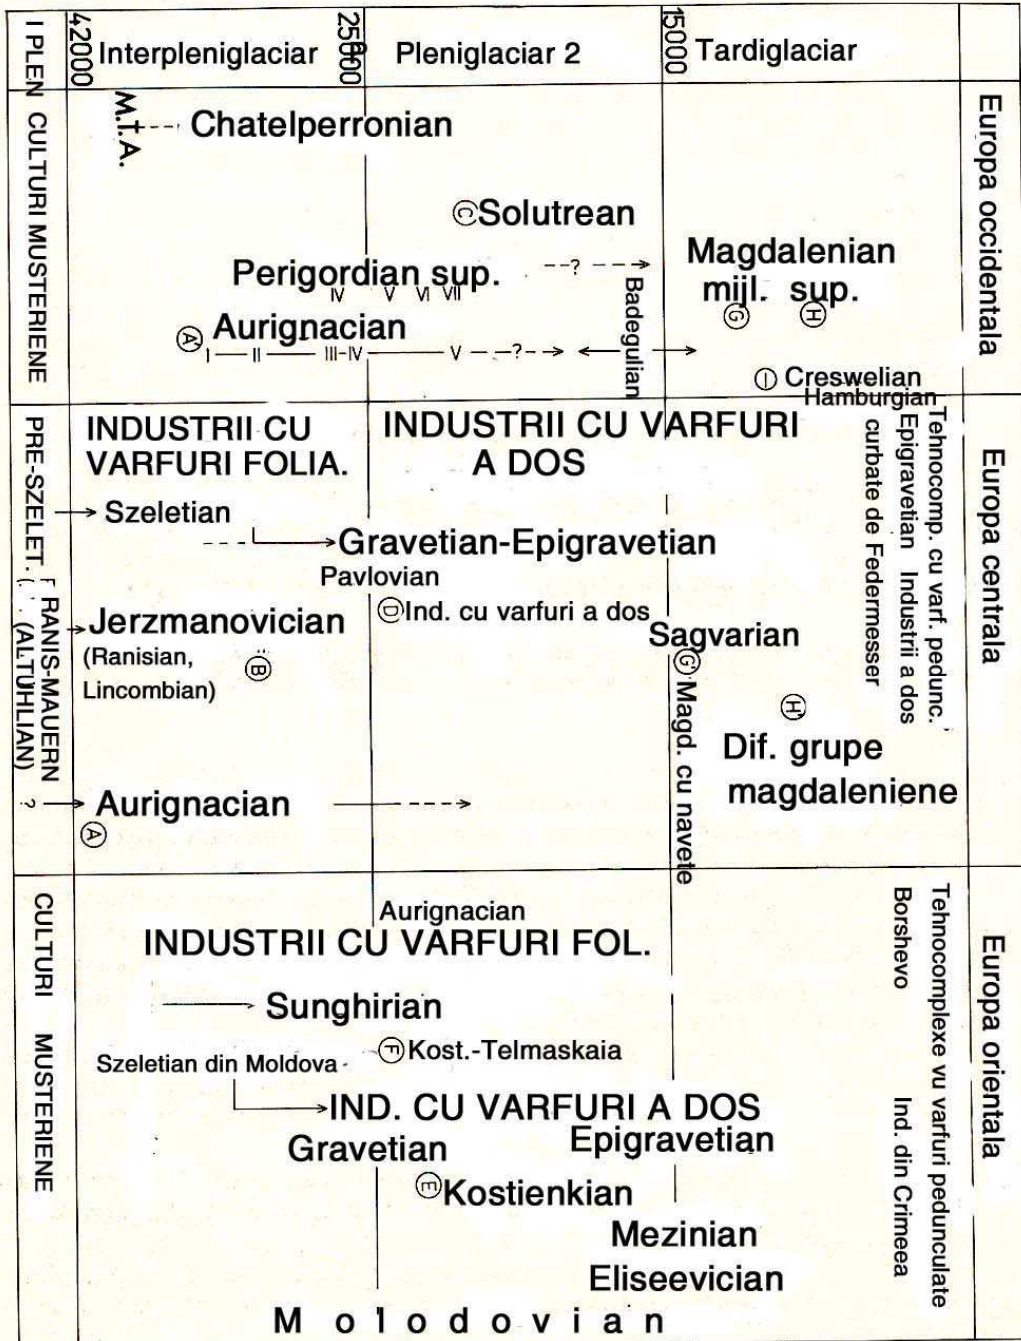 I PLEN
42000
Interpleniglaciar
25000
Pleniglaciar 2
15000
Tardiglaciar
CULTURI MUSTERIENE
M.T.A.
Chatelperronian
Europa occidentala
C Solutrean
Perigordian sup.
IV V VI VII
?
Badegulian
Magdalenian
mijl. sup.
G H
A' Aurignacian
I II III-IV V ?
I Creswelian
Hamburgian
PRE-SZELET.
RANIS-MAUERN
(ALTUHLIAN)
INDUSTRII CU
VARFURI FOLIA.
INDUSTRII CU VARFURI
A DOS
Tehnocomp. cu varf. pedunc.
Epigravetian Industrii a dos
curbate de Federmesser
Europa centrala
Szeletian
Gravetian-Epigravetian
Pavlovian
D Ind. cu varfuri a dos
Jerzmanovician
(Ranisian,
Lincombian)
B
Sagvarian
G' Magd. cu navete
H'
Dif. grupe
magdaleniene
? Aurignacian
A
CULTURI MUSTERIENE
Aurignacian
INDUSTRII CU VARFURI FOL.
Tehnocomplexe vu varfuri pedunculate
Borshevo Ind. din Crimeea
Europa orientala
Sunghirian
F Kost.-Telmaskaia
Szeletian din Moldova
IND. CU VARFURI A DOS
Gravetian
Epigravetian
E Kostienkian
Mezinian
Eliseevician
Molodovian